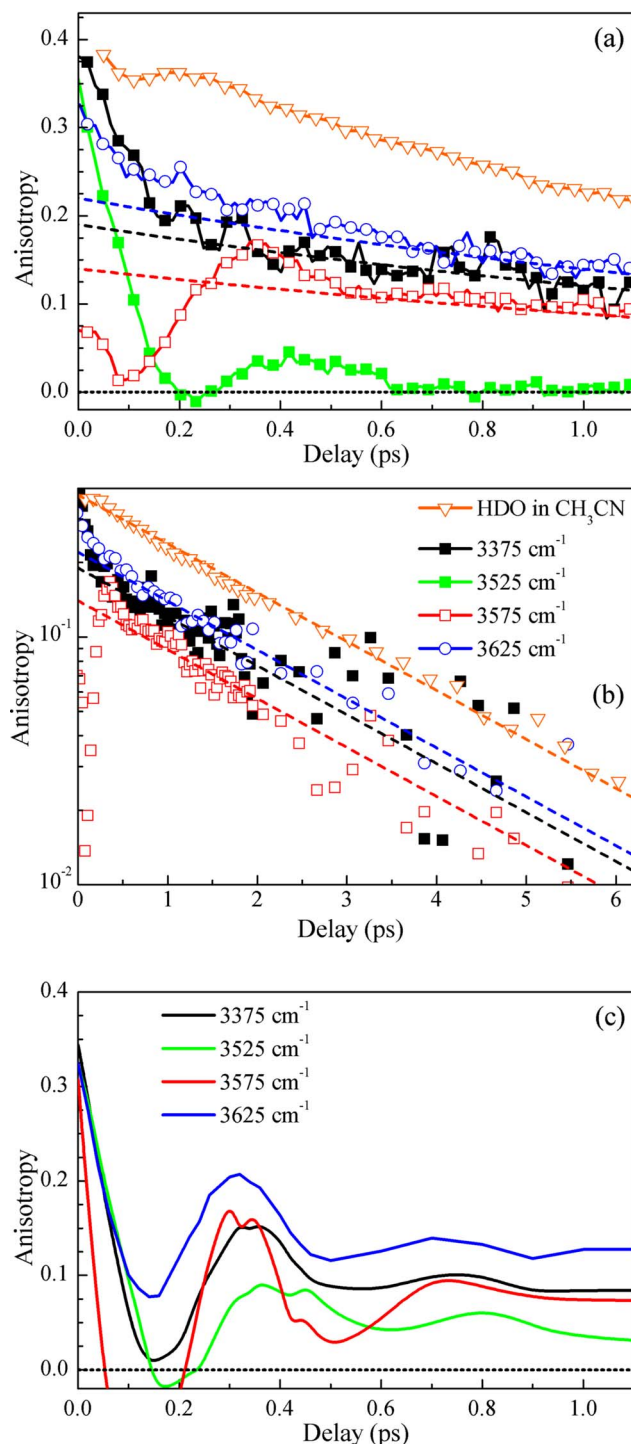 (a)
0.4
0.3
0.2
0.1
0.0
Anisotropy
0.0 0.2 0.4 0.6 0.8 1.0
Delay (ps)
(b)
HDO in CH₃CN
3375 cm⁻¹
3525 cm⁻¹
3575 cm⁻¹
3625 cm⁻¹
10⁻¹
10⁻²
Anisotropy
0 1 2 3 4 5 6
Delay (ps)
(c)
3375 cm⁻¹
3525 cm⁻¹
3575 cm⁻¹
3625 cm⁻¹
0.4
0.3
0.2
0.1
0.0
Anisotropy
0.0 0.2 0.4 0.6 0.8 1.0
Delay (ps)